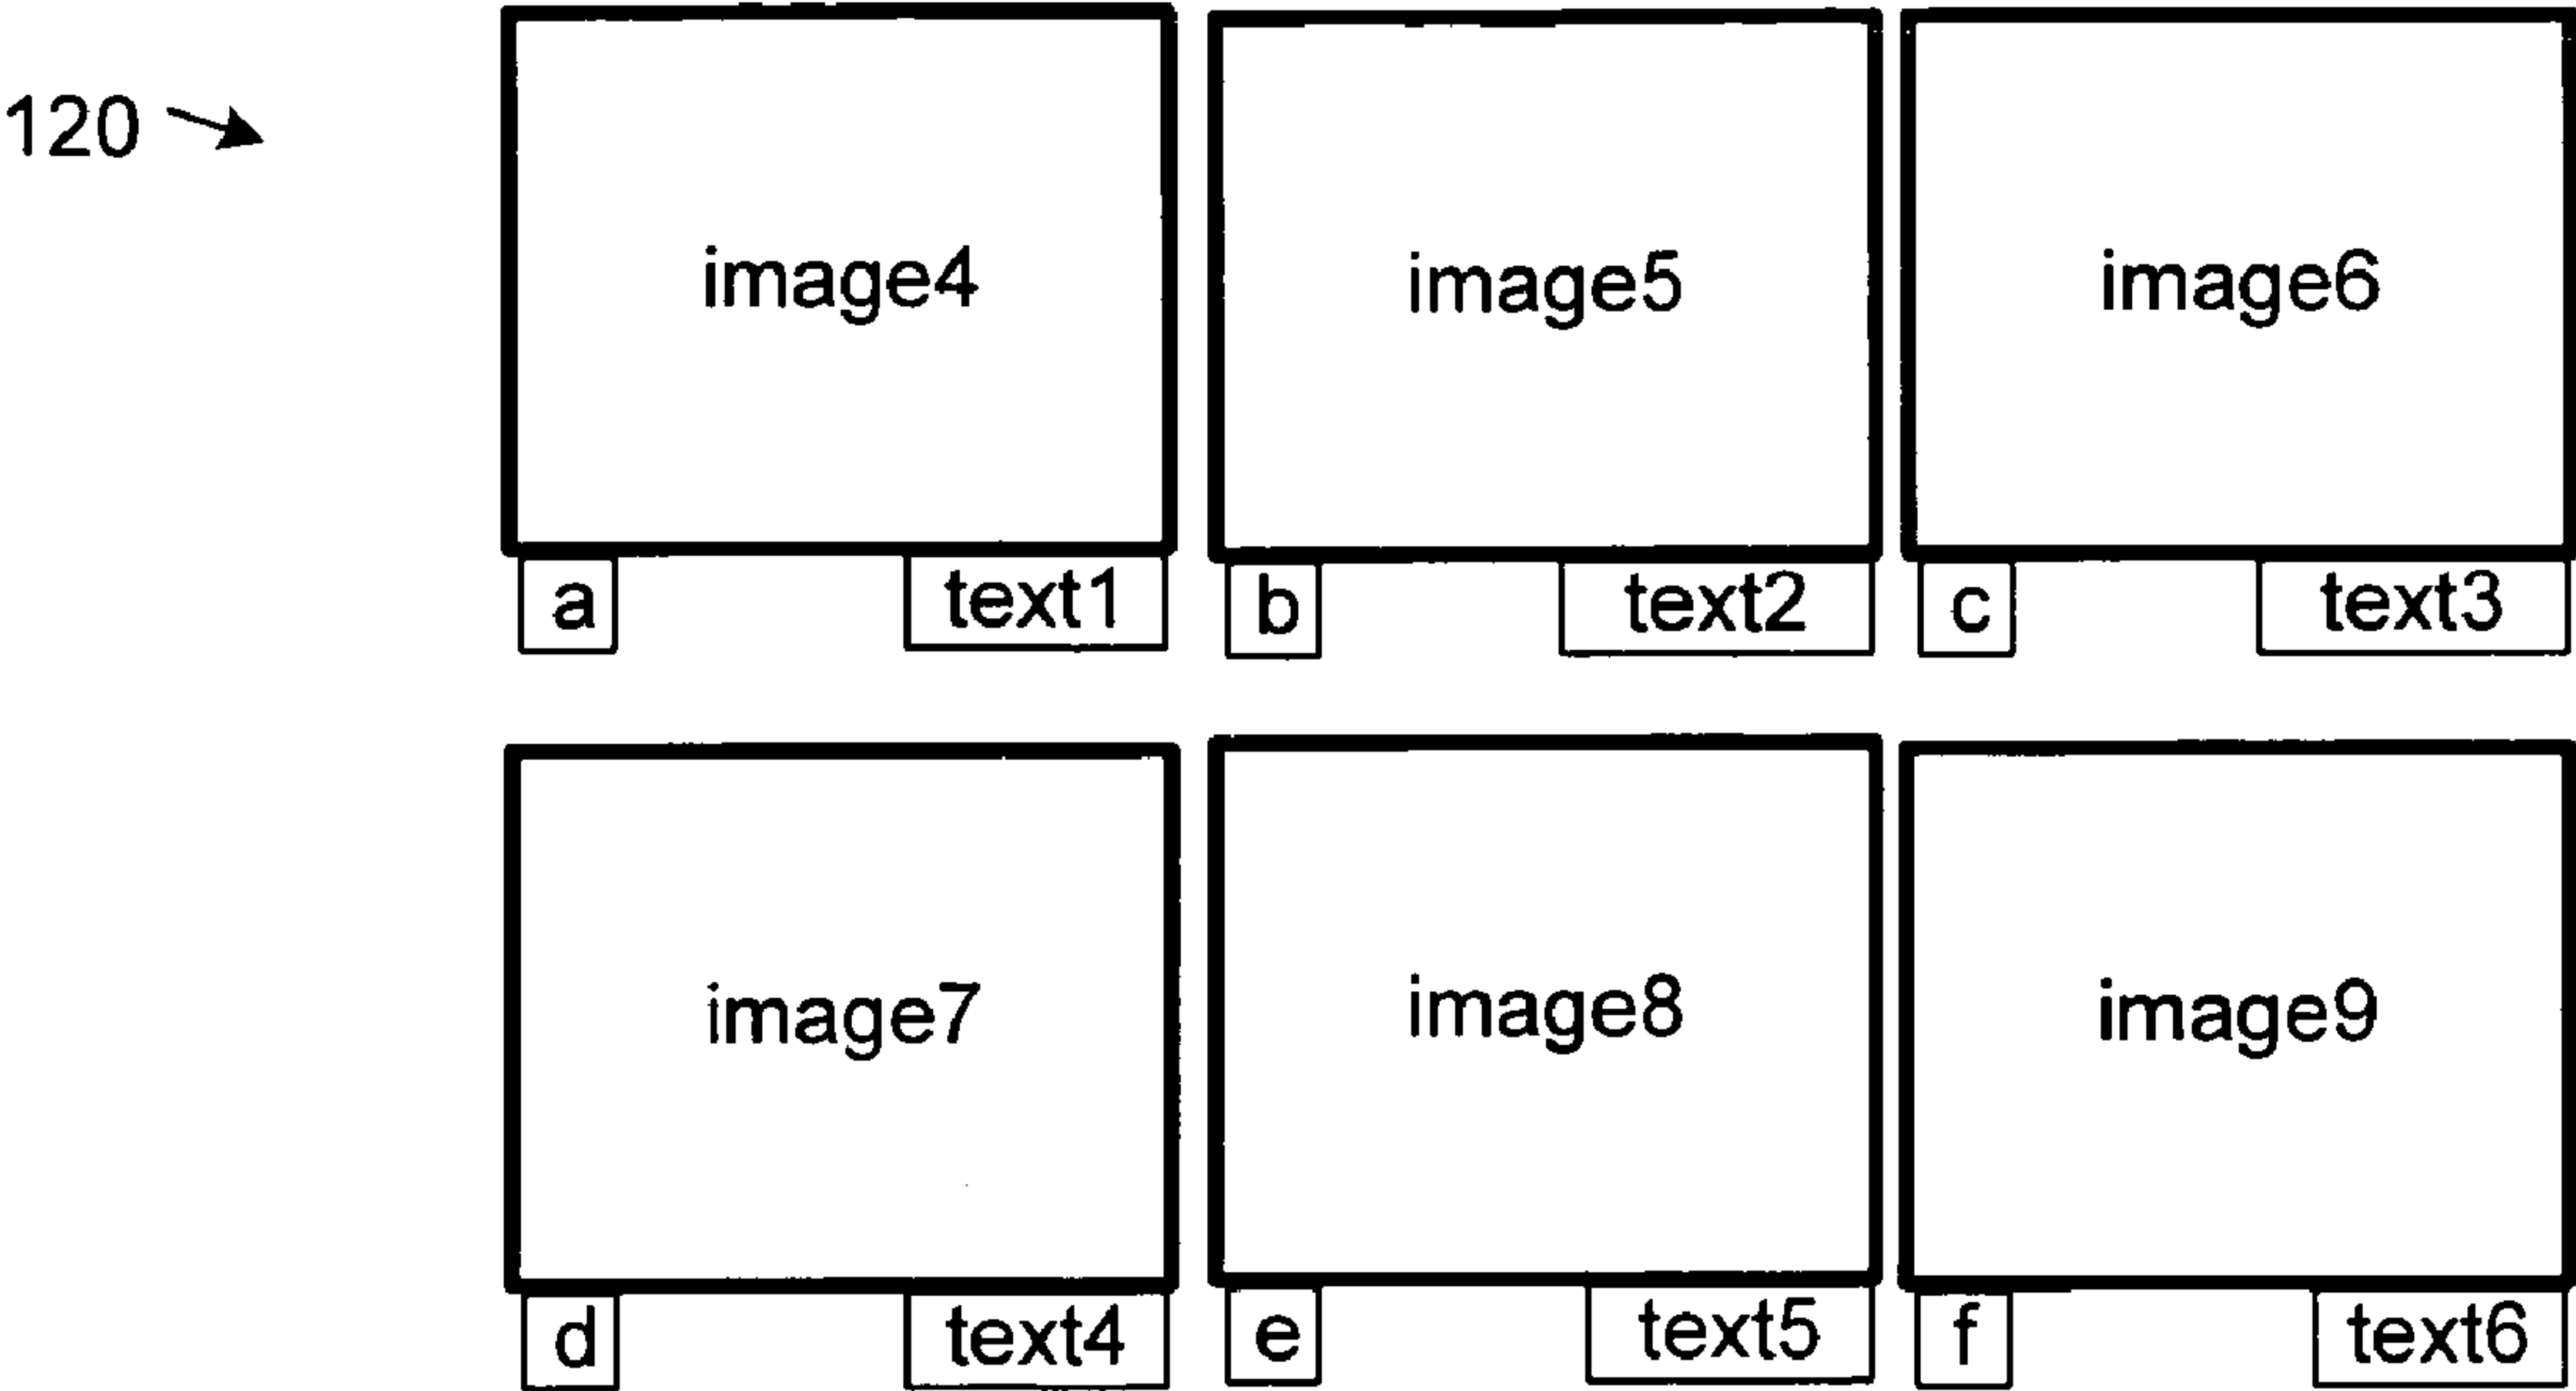 120
image4 image5 image6
a text1 b text2 c text3
image7 image8 image9
d text4 e text5 f text6